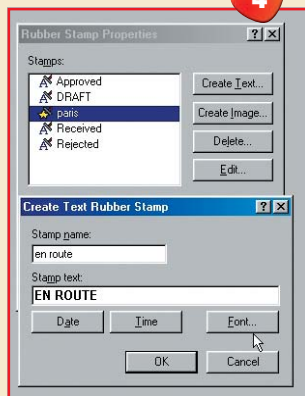 4
Rubber Stamp Properties
Stamps:
Approved
DRAFT
paris
Received
Rejected
Create Text...
Create Image...
Delete...
Edit...
Create Text Rubber Stamp
Stamp name:
en route
Stamp text:
EN ROUTE
Date
Time
Font...
OK
Cancel